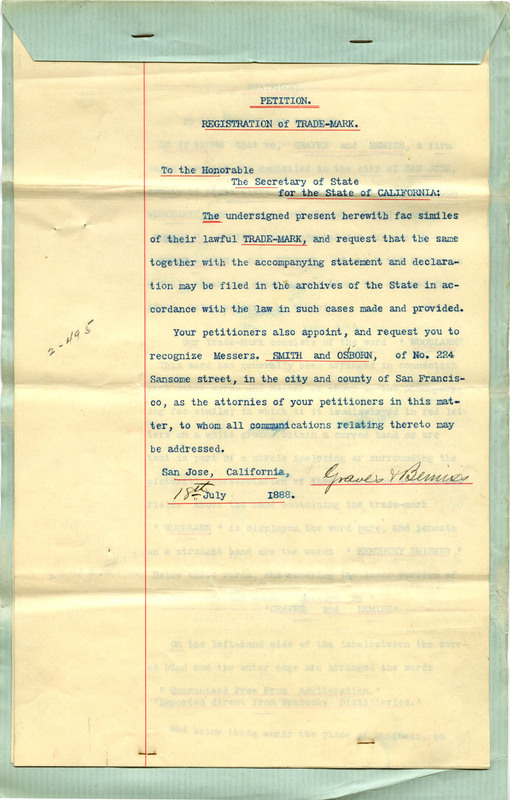 PETITION.
REGISTRATION of TRADE-MARK.
To the Honorable
The Secretary of State
for the State of CALIFORNIA:
The undersigned present herewith fac similes
of their lawful TRADE-MARK, and request that the same
together with the accompanying statement and declara-
tion may be filed in the archives of the State in ac-
cordance with the law in such cases made and provided.
2-495
Your petitioners also appoint, and request you to
recognize Messers. SMITH and OSBORN, of No. 224
Sansome street, in the city and county of San Francis-
co, as the attornies of your petitioners in this mat-
ter, to whom all communications relating thereto may
be addressed.
San Jose, California,
Graves & Bemiss
18th July 1888.